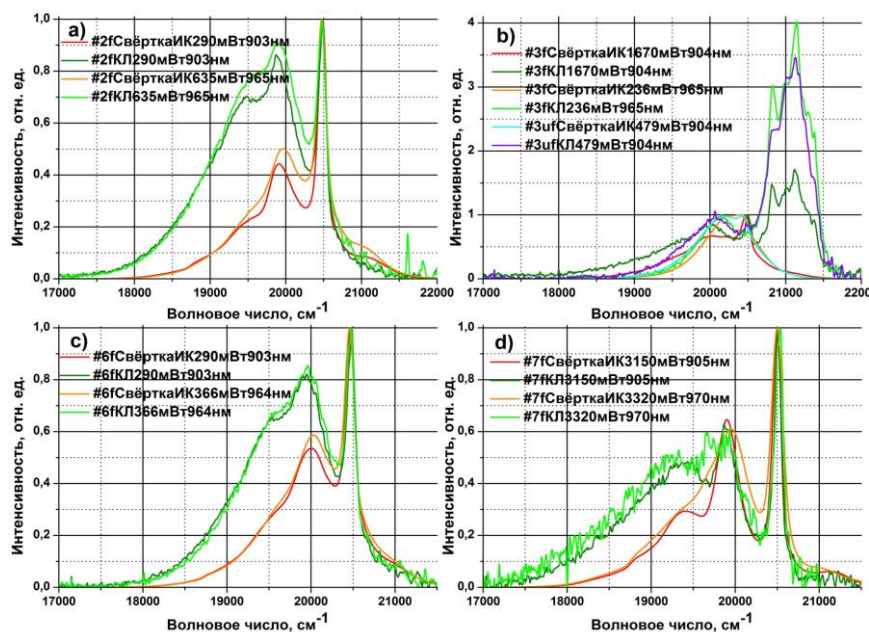 a)
#2fСвёрткаИК290мВт903нм
#2fКЛ290мВт903нм
#2fСвёрткаИК635мВт965нм
#2fКЛ635мВт965нм
Интенсивность, отн. ед.
1,0
0,8
0,6
0,4
0,2
0,0
17000 18000 19000 20000 21000 22000
Волновое число, см-1
b)
#3fСвёрткаИК1670мВт904нм
#3fКЛ1670мВт904нм
#3fСвёрткаИК236мВт965нм
#3fКЛ236мВт965нм
#3ufСвёрткаИК479мВт904нм
#3ufКЛ479мВт904нм
Интенсивность, отн. ед.
4
3
2
1
0
17000 18000 19000 20000 21000 2200
Волновое число, см-1
c)
#6fСвёрткаИК290мВт903нм
#6fКЛ290мВт903нм
#6fСвёрткаИК366мВт964нм
#6fКЛ366мВт964нм
Интенсивность, отн. ед.
1,0
0,8
0,6
0,4
0,2
0,0
17000 18000 19000 20000 21000
Волновое число, см-1
d)
#7fСвёрткаИК3150мВт905нм
#7fКЛ3150мВт905нм
#7fСвёрткаИК3320мВт970нм
#7fКЛ3320мВт970нм
Интенсивность, отн. ед.
1,0
0,8
0,6
0,4
0,2
0,0
17000 18000 19000 20000 21000
Волновое число, см-1